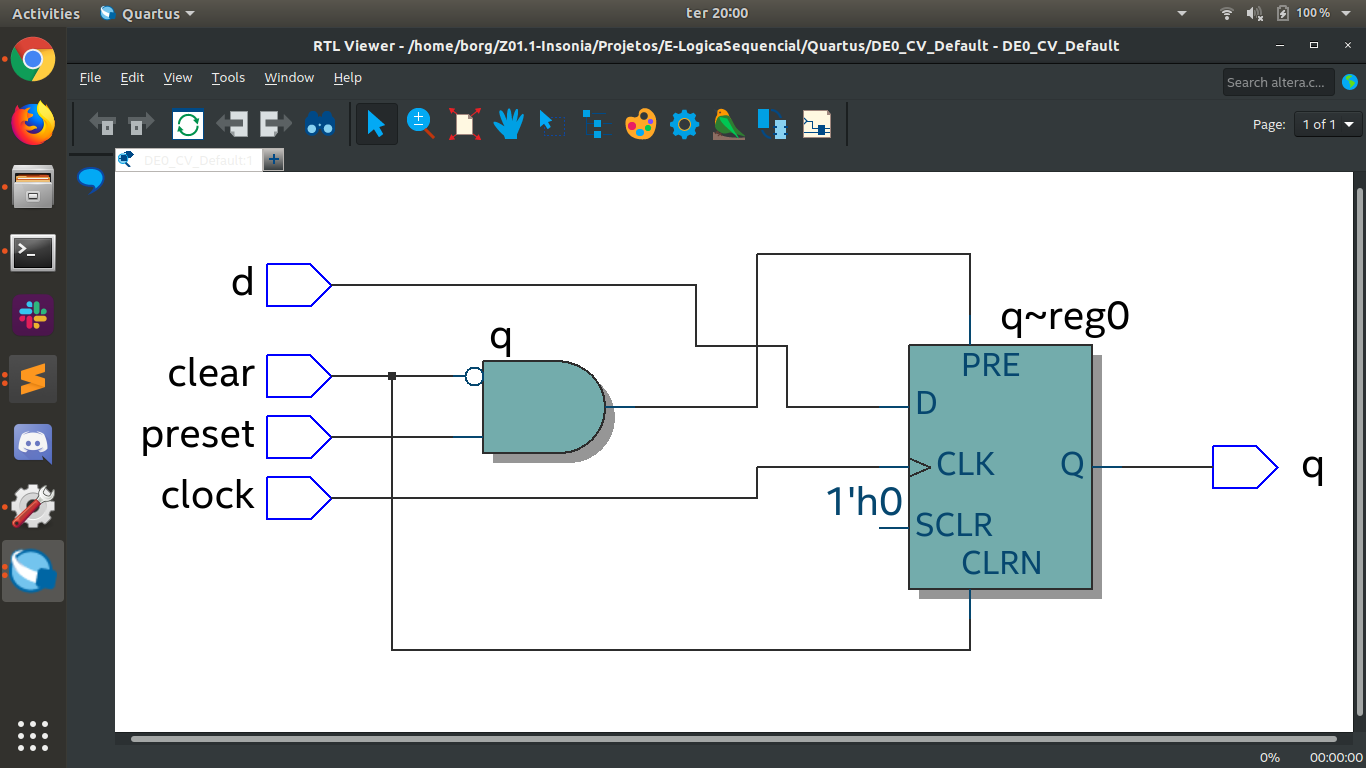 Activities Quartus ter 20:00 100 %
RTL Viewer - /home/borg/Z01.1-Insonia/Projetos/E-LogicaSequencial/Quartus/DE0_CV_Default - DE0_CV_Default
File Edit View Tools Window Help Search altera.c...
Page: 1 of 1
DE0_CV_Default:1
d
q
q~reg0
clear
PRE
D
preset
CLK Q q
clock
1'h0
SCLR
CLRN
0% 00:00:00